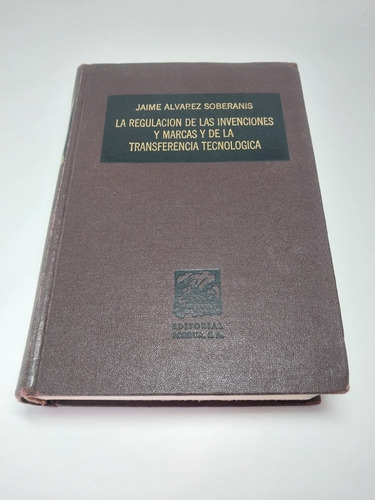 JAIME ALVAREZ SOBERANIS
LA REGULACION DE LAS INVENCIONES
Y MARCAS Y DE LA
TRANSFERENCIA TECNOLOGICA
EDITORIAL
PORRUA, S. A.